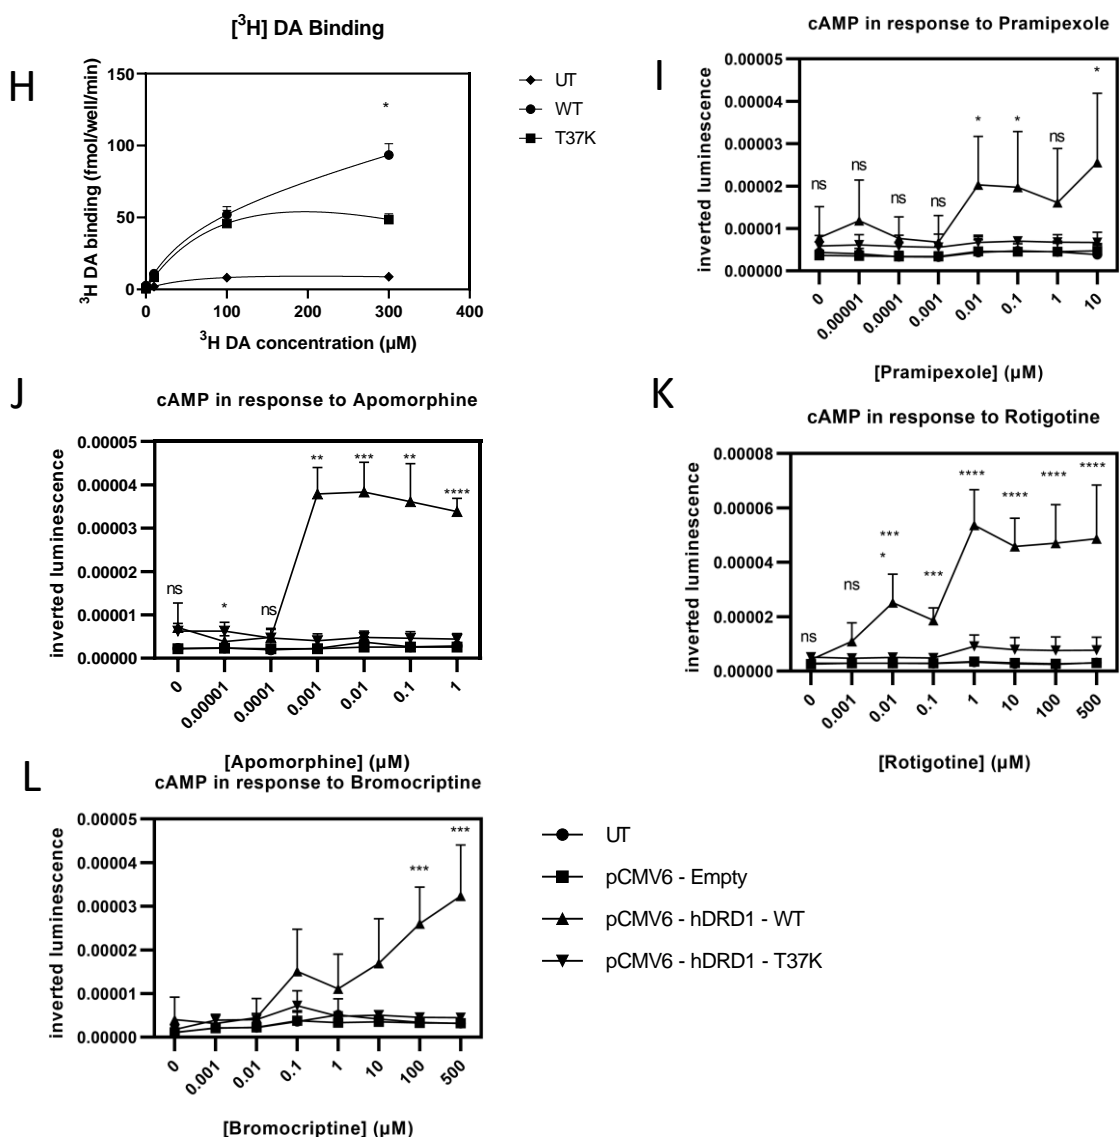 H
[3H] DA Binding
3H DA binding (fmol/well/min)
150
100
50
0
*
0
100
200
300
400
3H DA concentration (µM)
UT
WT
T37K
I
cAMP in response to Pramipexole
inverted luminescence
0.00005
0.00004
0.00003
0.00002
0.00001
0.00000
ns
ns
ns
ns
*
*
ns
*
0
0.00001
0.0001
0.001
0.01
0.1
1
10
[Pramipexole] (µM)
J
cAMP in response to Apomorphine
inverted luminescence
0.00005
0.00004
0.00003
0.00002
0.00001
0.00000
ns
*
ns
**
***
**
****
0
0.00001
0.0001
0.001
0.01
0.1
1
[Apomorphine] (µM)
K
cAMP in response to Rotigotine
inverted luminescence
0.00008
0.00006
0.00004
0.00002
0.00000
ns
ns
***
*
***
****
****
****
****
0
0.001
0.01
0.1
1
10
100
500
[Rotigotine] (µM)
L
cAMP in response to Bromocriptine
inverted luminescence
0.00005
0.00004
0.00003
0.00002
0.00001
0.00000
***
***
0
0.001
0.01
0.1
1
10
100
500
[Bromocriptine] (µM)
UT
pCMV6 - Empty
pCMV6 - hDRD1 - WT
pCMV6 - hDRD1 - T37K